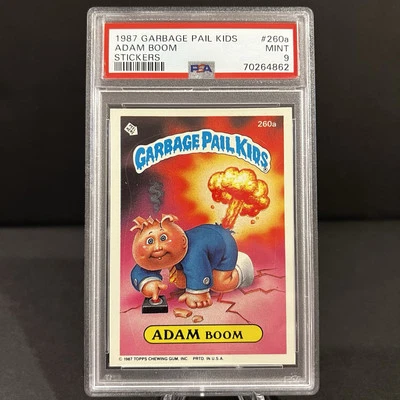 1987 GARBAGE PAIL KIDS #260a
ADAM BOOM MINT
STICKERS 9
PSA 70264862
260a
GARBAGE PAIL KIDS
ADAM BOOM
© 1987 TOPPS CHEWING GUM, INC. PRTD. IN U.S.A.